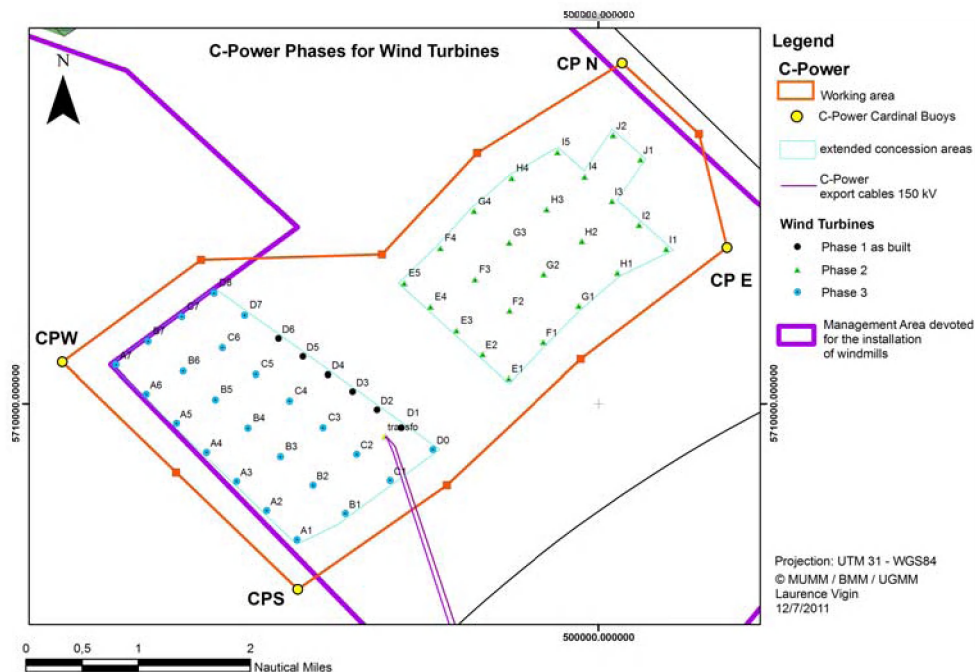 500000.000000
C-Power Phases for Wind Turbines
N
CP N
J2
I5
J1
H4
I4
I3
G4
H3
I2
F4
G3
H2
I1
CP E
E5
F3
G2
H1
E4
F2
G1
E3
F1
E2
E1
D8
D7
C7
D6
B7
C6
D5
CPW
A7
B6
C5
D4
A6
B5
C4
D3
D2
A5
B4
C3
D1
transfo
A4
B3
C2
D0
A3
B2
C1
A2
B1
A1
CPS
5710000.000000
5710000.000000
500000.000000
0 0,5 1 2
Nautical Miles
Legend
C-Power
Working area
C-Power Cardinal Buoys
extended concession areas
C-Power
export cables 150 kV
Wind Turbines
Phase 1 as built
Phase 2
Phase 3
Management Area devoted
for the installation
of windmills
Projection: UTM 31 - WGS84
© MUMM / BMM / UGMM
Laurence Vigin
12/7/2011